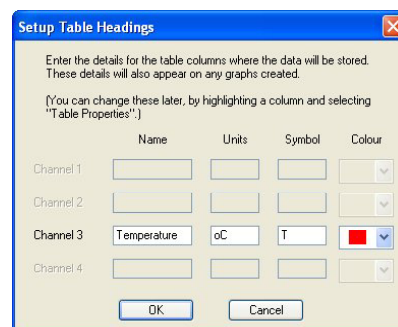 Setup Table Headings
Enter the details for the table columns where the data will be
stored.
These details will also appear on any graphs created.
(You can change these later, by highlighting a column and selecting
"Table Properties".)
Name Units Symbol Colour
Channel 1
Channel 2
Channel 3 Temperature oC T
Channel 4
OK Cancel